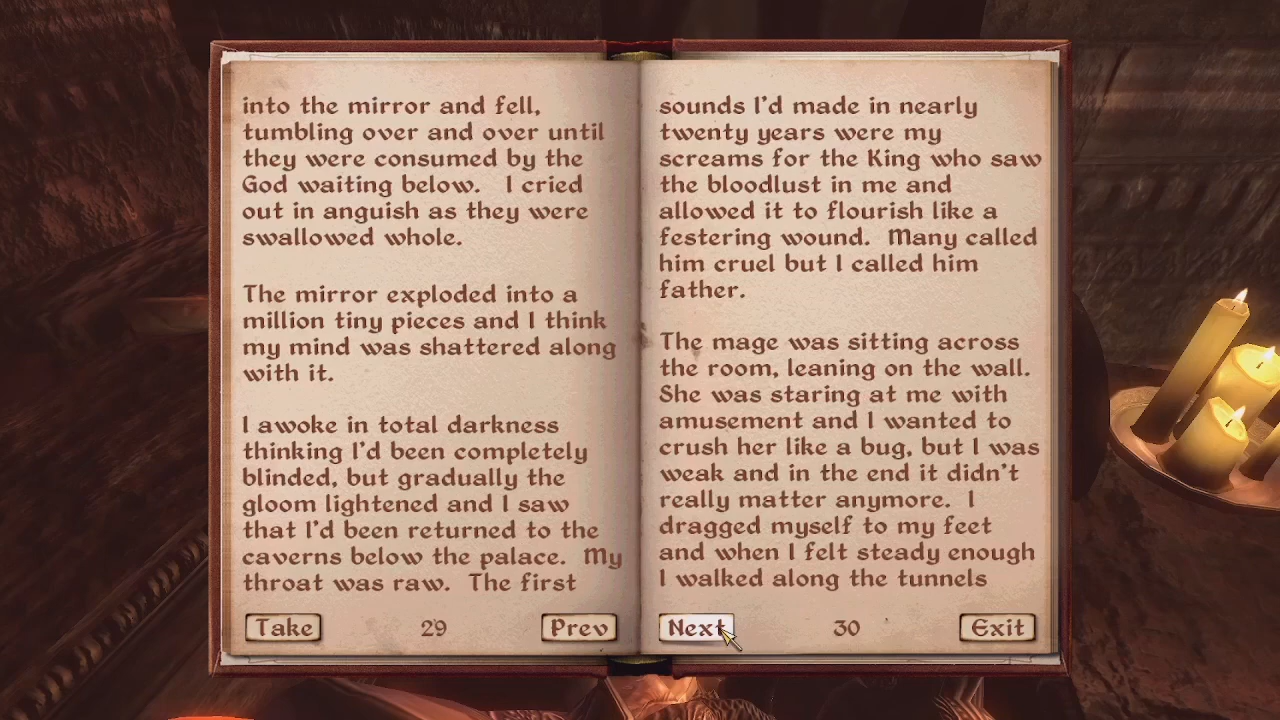 into the mirror and fell,
tumbling over and over until
they were consumed by the
God waiting below.   I cried
out in anguish as they were
swallowed whole.
The mirror exploded into a
million tiny pieces and I think
my mind was shattered along
with it.
I awoke in total darkness
thinking I'd been completely
blinded, but gradually the
gloom lightened and I saw
that I'd been returned to the
caverns below the palace.  My
throat was raw.  The first
Take
29
Prev
sounds I'd made in nearly
twenty years were my
screams for the King who saw
the bloodlust in me and
allowed it to flourish like a
festering wound.  Many called
him cruel but I called him
father.
The mage was sitting across
the room, leaning on the wall.
She was staring at me with
amusement and I wanted to
crush her like a bug, but I was
weak and in the end it didn't
really matter anymore.  I
dragged myself to my feet
and when I felt steady enough
I walked along the tunnels
Next
30
Exit